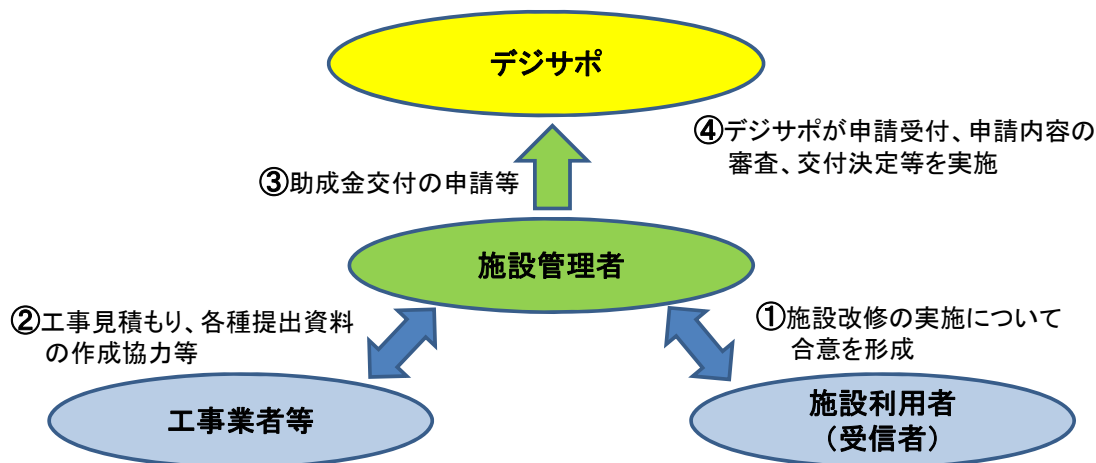 デジサポ
④デジサポが申請受付、申請内容の
審査、交付決定等を実施
③助成金交付の申請等
施設管理者
②工事見積もり、各種提出資料
の作成協力等
①施設改修の実施について
合意を形成
工事業者等
施設利用者
（受信者）